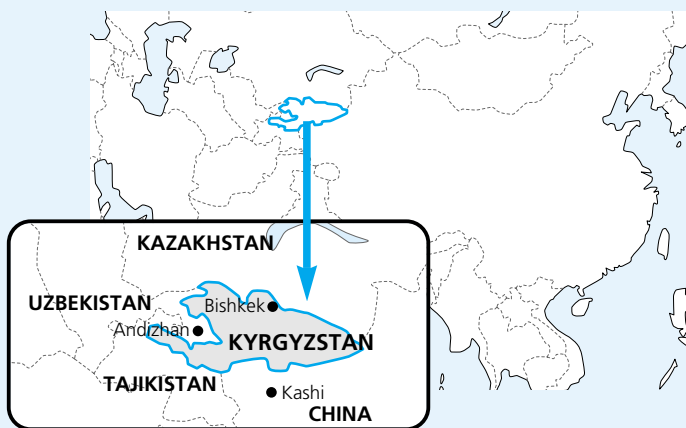 KAZAKHSTAN
UZBEKISTAN
Bishkek
Andizhan
KYRGYZSTAN
TAJIKISTAN
Kashi
CHINA